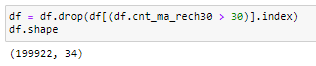 df = df.drop(df[(df.cnt_ma_rech30 > 30)].index)
df.shape
(199922, 34)